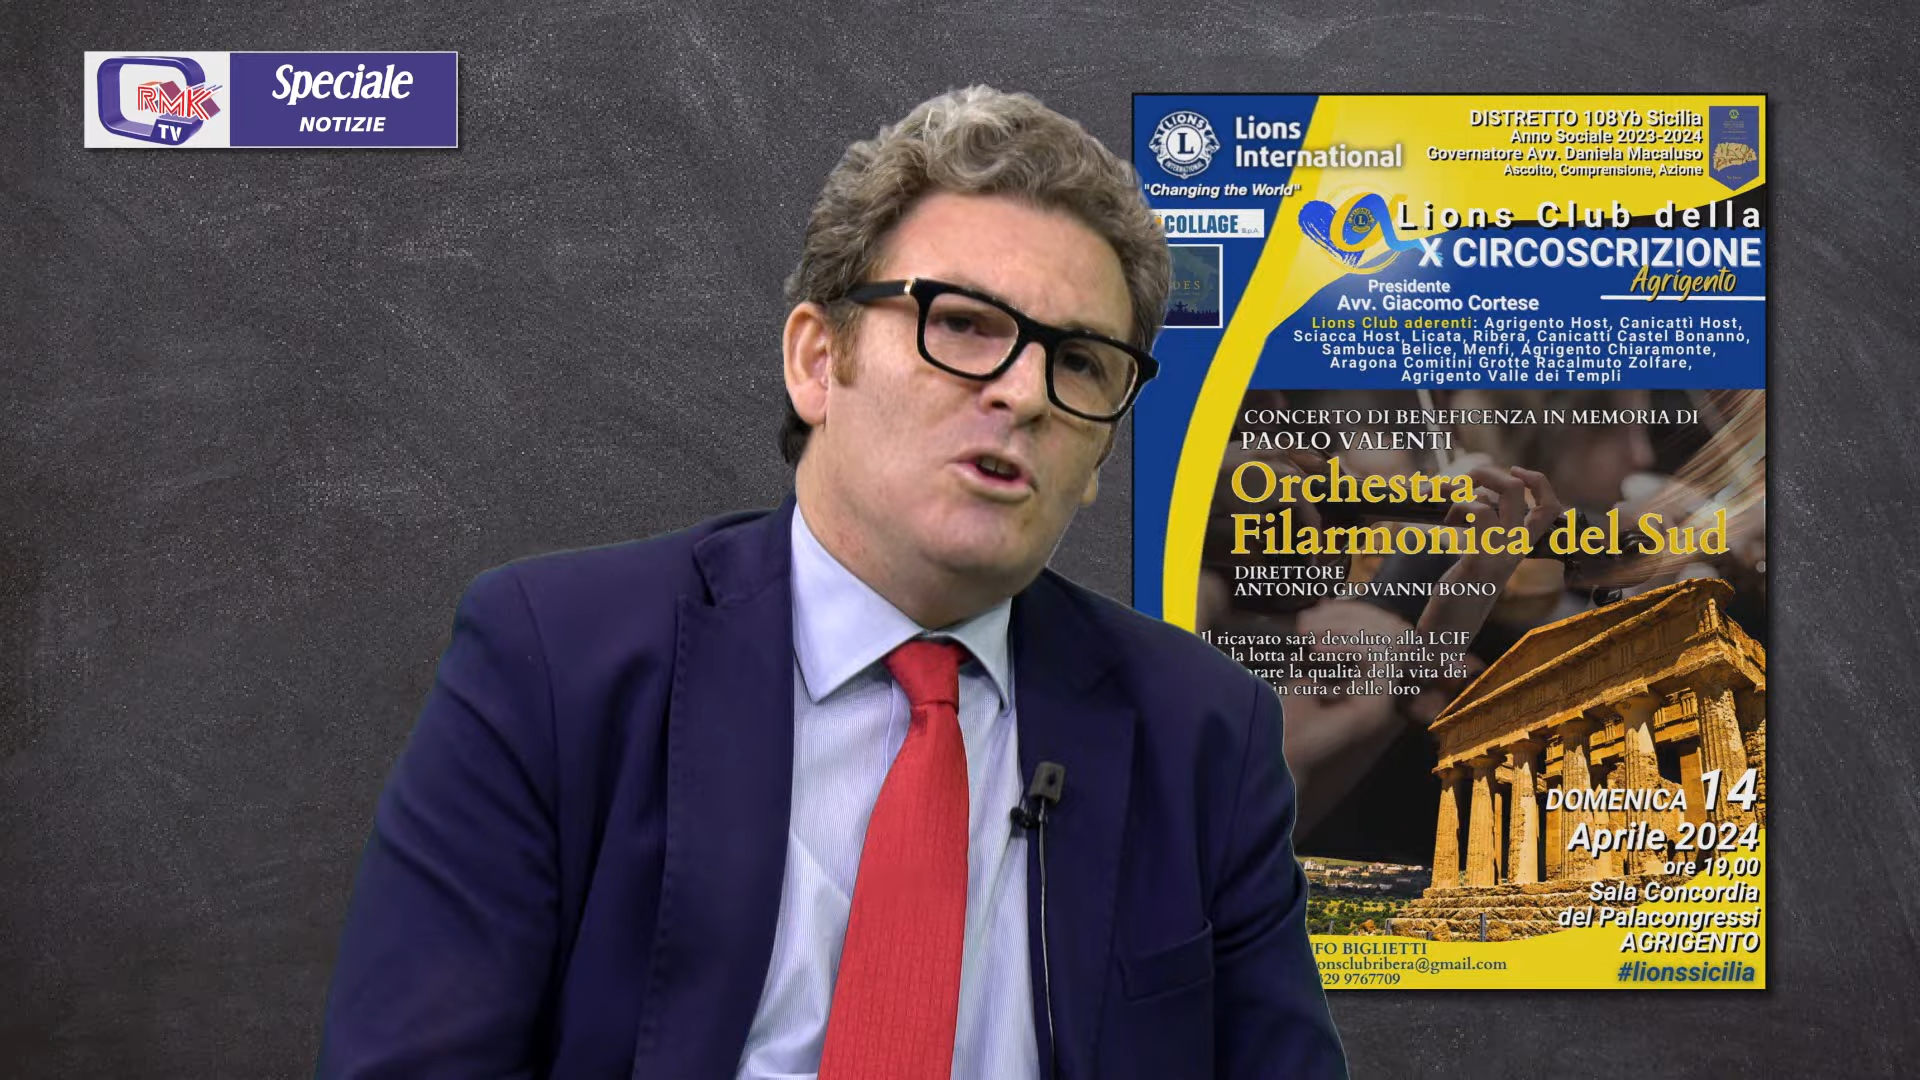 RMK
TV
Speciale
NOTIZIE
LIONS
L
INTERNATIONAL
Lions
International
"Changing the World"
COLLAGE S.p.A.
DISTRETTO 108Yb Sicilia
Anno Sociale 2023-2024
Governatore Avv. Daniela Macaluso
Ascolto, Comprensione, Azione
Lions Club della
X CIRCOSCRIZIONE
Agrigento
Presidente
Avv. Giacomo Cortese
Lions Club aderenti: Agrigento Host, Canicattì Host,
Sciacca Host, Licata, Ribera, Canicatti Castel Bonanno,
Sambuca Belice, Menfi, Agrigento Chiaramonte,
Aragona Comitini Grotte Racalmuto Zolfare,
Agrigento Valle dei Templi
CONCERTO DI BENEFICENZA IN MEMORIA DI
PAOLO VALENTI
Orchestra
Filarmonica del Sud
DIRETTORE
ANTONIO GIOVANNI BONO
Il ricavato sarà devoluto alla LCIF
la lotta al cancro infantile per
la qualità della vita dei
in cura e delle loro
DOMENICA 14
Aprile 2024
ore 19,00
Sala Concordia
del Palacongressi
AGRIGENTO
#lionssicilia
BIGLIETTI
onsclubribera@gmail.com
329 9767709